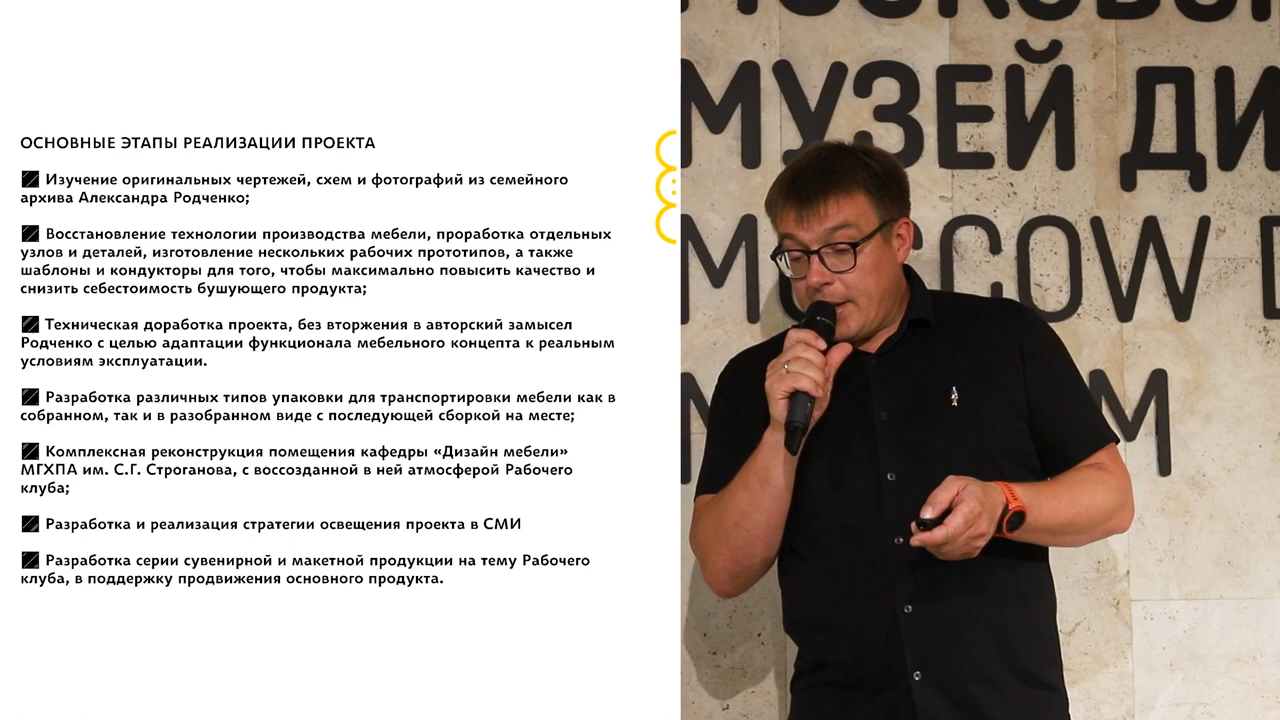 ОСНОВНЫЕ ЭТАПЫ РЕАЛИЗАЦИИ ПРОЕКТА
Изучение оригинальных чертежей, схем и фотографий из семейного
архива Александра Родченко;
Восстановление технологии производства мебели, проработка отдельных
узлов и деталей, изготовление нескольких рабочих прототипов, а также
шаблоны и кондукторы для того, чтобы максимально повысить качество и
снизить себестоимость бушующего продукта;
Техническая доработка проекта, без вторжения в авторский замысел
Родченко с целью адаптации функционала мебельного концепта к реальным
условиям эксплуатации.
Разработка различных типов упаковки для транспортировки мебели как в
собранном, так и в разобранном виде с последующей сборкой на месте;
Комплексная реконструкция помещения кафедры «Дизайн мебели»
МГХПА им. С.Г. Строганова, с воссозданной в ней атмосферой Рабочего
клуба;
Разработка и реализация стратегии освещения проекта в СМИ
Разработка серии сувенирной и макетной продукции на тему Рабочего
клуба, в поддержку продвижения основного продукта.
МУЗЕЙ ДИ
MOSCOW D